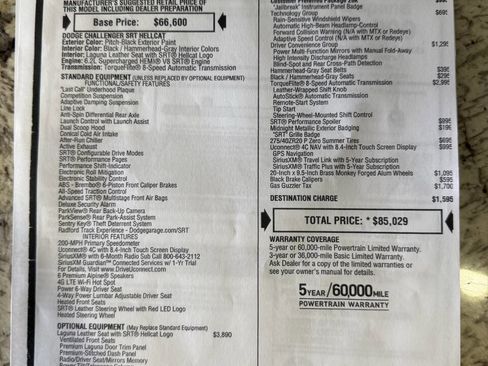 MANUFACTURER'S SUGGESTED RETAIL PRICE OF
THIS MODEL INCLUDING DEALER PREPARATION
Base Price: $66,600
DODGE CHALLENGER SRT HELLCAT
Exterior Color: Pitch-Black Exterior Paint
Interior Color: Black / Hammerhead-Gray Interior Colors
Interior: Laguna Leather Seat with SRT® Hellcat Logo
Engine: 6.2L Supercharged HEMI® V8 SRT® Engine
Transmission: TorqueFlite® 8-Speed Automatic Transmission
STANDARD EQUIPMENT (UNLESS REPLACED BY OPTIONAL EQUIPMENT)
FUNCTIONAL/SAFETY FEATURES
"Last Call" Underhood Plaque
Competition Suspension
Adaptive Damping Suspension
Line Lock
Anti-Spin Differential Rear Axle
Launch Control with Launch Assist
Dual Scoop Hood
Conical Cold Air Intake
After-Run Chiller
Active Exhaust
SRT® Configurable Drive Modes
SRT® Performance Pages
Performance Shift-Indicator
Electronic Roll Mitigation
Electronic Stability Control
ABS - Brembo® 6-Piston Front Caliper Brakes
All-Speed Traction Control
Advanced Multistage Front Air Bags
Deluxe Security Alarm
ParkView® Rear Back-Up Camera
ParkSense® Rear Park-Assist System
Sentry Key® Theft Deterrent System
Radford Track Experience - Dodgegarage.com/SRT
INTERIOR FEATURES
200-MPH Primary Speedometer
Uconnect® 4C with 8.4-Inch Touch Screen Display
SiriusXM® with 6-Month Radio Sub Call 800-643-2112
SiriusXM Guardian™ Connected Services w/ 1-Yr Trial
For Details, Visit www.DriveUconnect.com
6 Premium Alpine® Speakers
4G LTE Wi-Fi Hot Spot
Power 6-Way Driver Seat
4-Way Power Lumbar Adjustable Driver Seat
Heated Front Seats
SRT® Leather Steering Wheel with Red LED Logo
Heated Steering Wheel
OPTIONAL EQUIPMENT (May Replace Standard Equipment)
Laguna Leather Seat with SRT® Hellcat Logo $3,890
Ventilated Front Seats
Premium Laguna Door Trim Panel
Premium-Stitched Dash Panel
Radio/Driver Seat/Mirrors Memory
"Jailbreak" Instrument Panel Badge
Technology Group $695
Rain-Sensitive Windshield Wipers
Automatic High-Beam Headlamp-Control
Forward Collision Warning (N/A with MTX or Redeye)
Adaptive Speed Control (N/A with MTX or Redeye)
Driver Convenience Group $1,295
Power Multi-Function Mirrors with Manual Fold-Away
High Intensity Discharge Headlamps
Blind-Spot and Rear Cross-Path Detection
Hammerhead-Gray Seat Belts $395
Black / Hammerhead-Gray Seats $295
TorqueFlite® 8-Speed Automatic Transmission $2,995
Leather-Wrapped Shift Knob
AutoStick® Automatic Transmission
Remote-Start System
Tip Start
Steering-Wheel-Mounted Shift Control
SRT® Performance Spoiler $995
Midnight Metallic Exterior Badging $195
"SRT" Grille Badge
275/40ZR20 P Zero Summer Tires $695
Uconnect® 4C NAV with 8.4-Inch Touch Screen Display $995
GPS Navigation
SiriusXM® Travel Link with 5-Year Subscription
SiriusXM® Traffic Plus with 5-Year Subscription
20-Inch x 9.5-Inch Brass Monkey Forged Alum Wheels $1,095
Black Brake Calipers $595
Gas Guzzler Tax $1,700
DESTINATION CHARGE $1,595
TOTAL PRICE: * $85,029
WARRANTY COVERAGE
5-year or 60,000-mile Powertrain Limited Warranty.
3-year or 36,000-mile Basic Limited Warranty.
Ask Dealer for a copy of the limited warranties or
see your owner's manual for details.
5 YEAR/60,000 MILE
POWERTRAIN WARRANTY